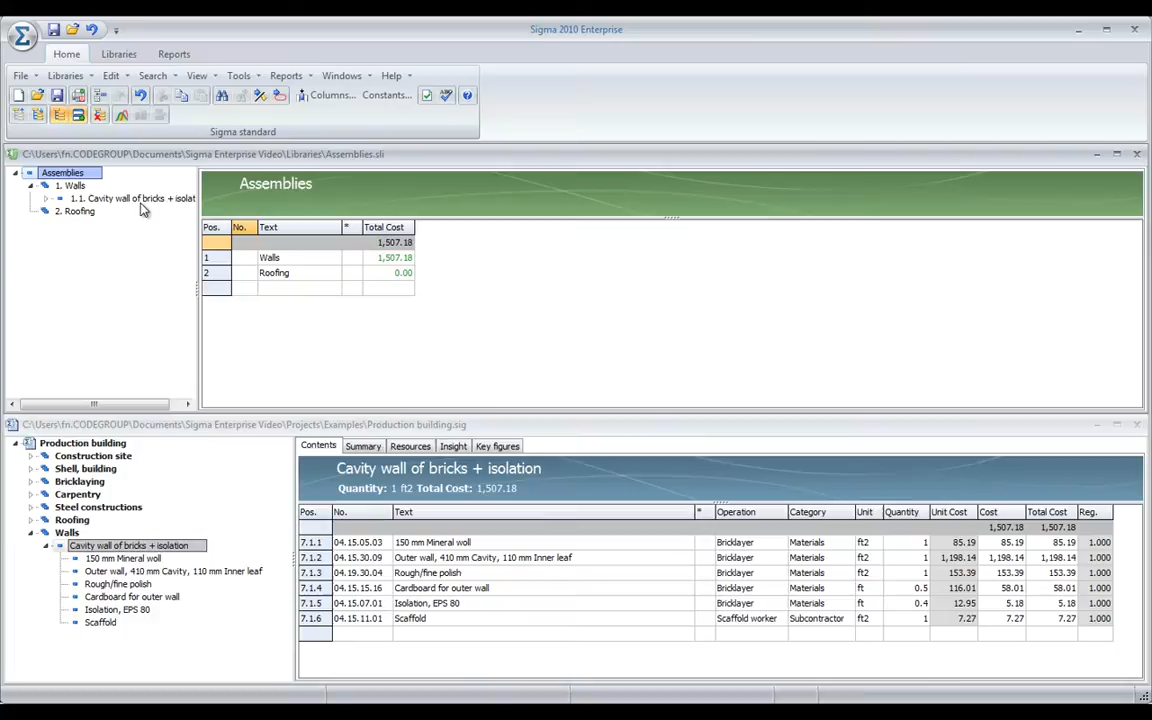 Sigma 2010 Enterprise
Home Libraries Reports
File Libraries Edit Search View Tools Reports Windows Help
Columns... Constants...
Sigma standard
C:\Users\fn.CODEGROUP\Documents\Sigma Enterprise Video\Libraries\Assemblies.sli
Assemblies
1. Walls
1.1. Cavity wall of bricks + isolat
2. Roofing
Assemblies
Pos. No. Text * Total Cost
1,507.18
1 Walls 1,507.18
2 Roofing 0.00
C:\Users\fn.CODEGROUP\Documents\Sigma Enterprise Video\Projects\Examples\Production building.sig
Production building
Construction site
Shell, building
Bricklaying
Carpentry
Steel constructions
Roofing
Walls
Cavity wall of bricks + isolation
150 mm Mineral woll
Outer wall, 410 mm Cavity, 110 mm Inner leaf
Rough/fine polish
Cardboard for outer wall
Isolation, EPS 80
Scaffold
Contents Summary Resources Insight Key figures
Cavity wall of bricks + isolation
Quantity: 1 ft2 Total Cost: 1,507.18
Pos. No. Text * Operation Category Unit Quantity Unit Cost Cost Total Cost Reg.
1,507.18 1,507.18
7.1.1 04.15.05.03 150 mm Mineral woll Bricklayer Materials ft2 1 85.19 85.19 85.19 1.000
7.1.2 04.15.30.09 Outer wall, 410 mm Cavity, 110 mm Inner leaf Bricklayer Materials ft2 1 1,198.14 1,198.14 1,198.14 1.000
7.1.3 04.19.30.04 Rough/fine polish Bricklayer Materials ft2 1 153.39 153.39 153.39 1.000
7.1.4 04.15.15.16 Cardboard for outer wall Bricklayer Materials ft 0.5 116.01 58.01 58.01 1.000
7.1.5 04.15.07.01 Isolation, EPS 80 Bricklayer Materials ft 0.4 12.95 5.18 5.18 1.000
7.1.6 04.15.11.01 Scaffold Scaffold worker Subcontractor ft2 1 7.27 7.27 7.27 1.000